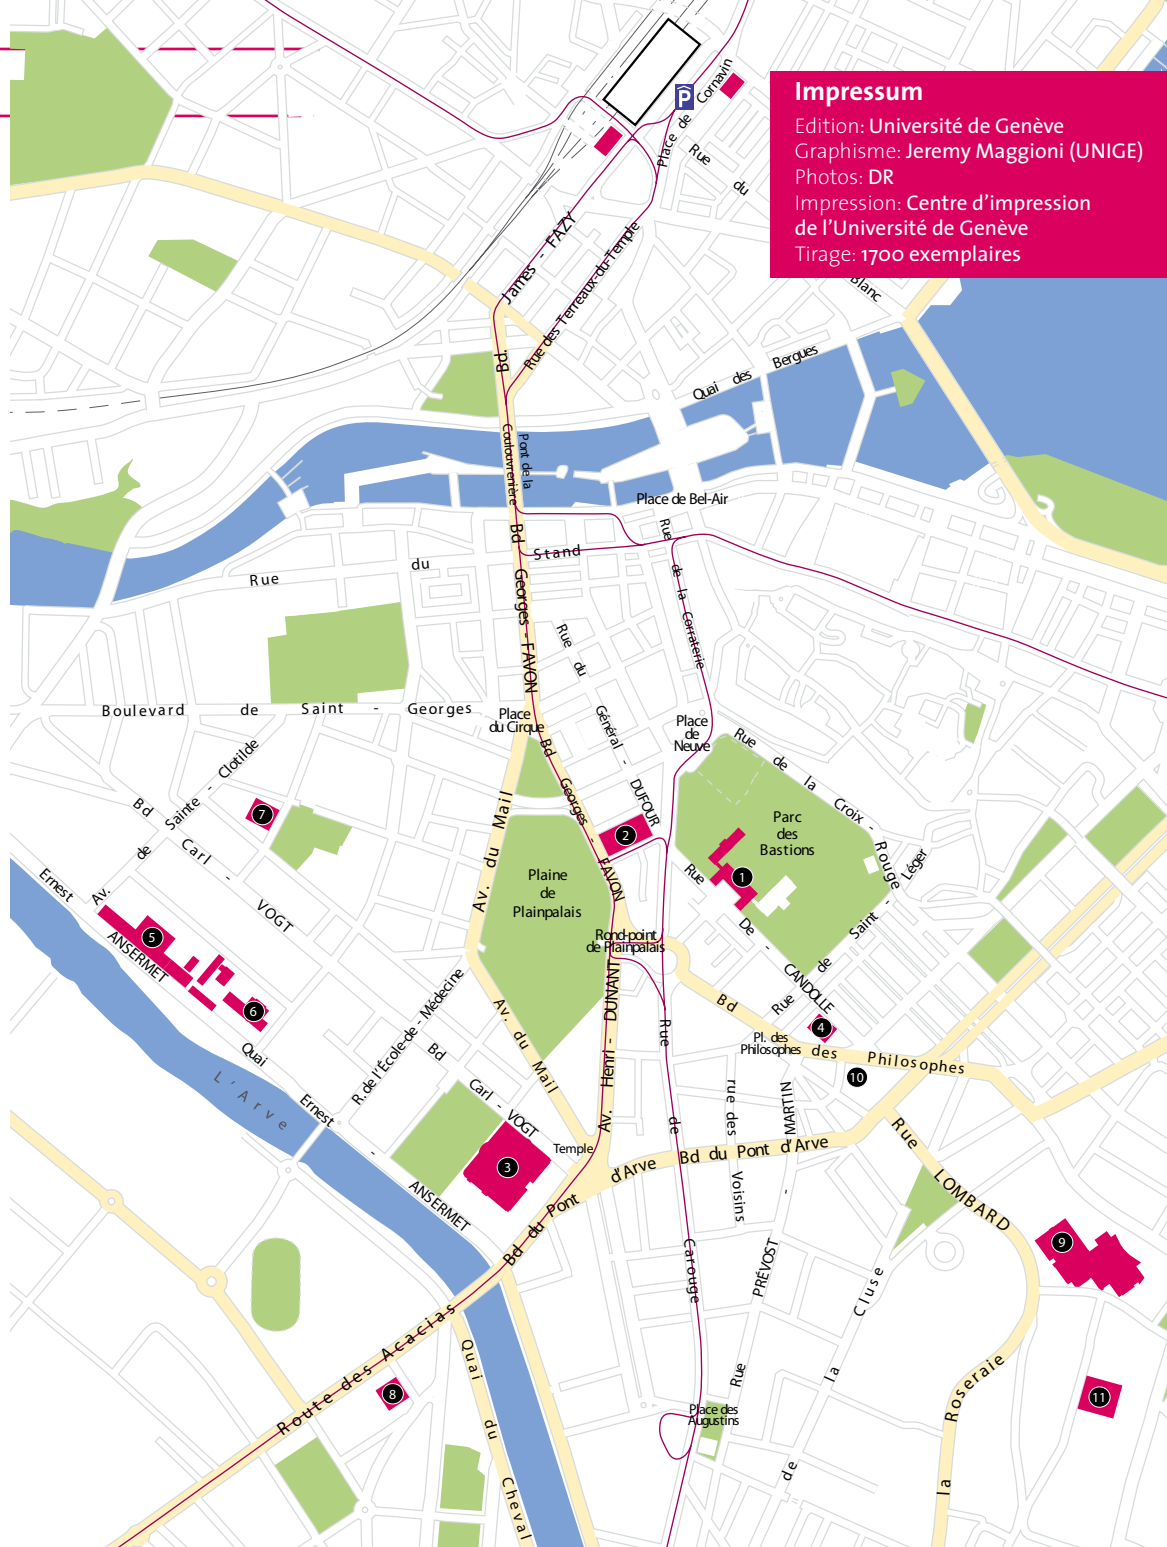 Impressum
Edition: Université de Genève
Graphisme: Jeremy Maggioni (UNIGE)
Photos: DR
Impression: Centre d’impression
de l’Université de Genève
Tirage: 1700 exemplaires
P
Place de Cornavin
Rue du
Blanc
James - FAZY
Bd.
Rue des Terreaux-du-Temple
Quai des Bergues
Pont de la
Coulouvrenière
Place de Bel-Air
Rue du Stand
Bd Georges - FAVON
Rue de la Corraterie
Rue du Général - DUFOUR
Boulevard de Saint - Georges
Place
du Cirque
Place
de
Neuve
Bd Georges - FAVON
Rue de la Croix - Rouge
Parc
des
Bastions
Av. de Sainte - Clotilde
Bd Carl - VOGT
7
2
1
Av. du Mail
Plaine
de
Plainpalais
Rue De - CANDOLLE
Rue de Saint - Léger
Rond-point
de Plainpalais
Ernest
ANSERMET
5
6
Quai Ernest - ANSERMET
L'Arve
R. de l'École-de - Médecine
Av. du Mail
Bd Carl - VOGT
Av. Henri - DUNANT
Bd des Philosophes
Pl. des
Philosophes
4
10
Rue de Carouge
rue des Voisins
Rue PRÉVOST - MARTIN
3
Temple
Bd du Pont d'Arve
Bd du Pont d'Arve
Rue LOMBARD
9
11
8
Route des Acacias
Quai du Cheval
Place des
Augustins
de la Cluse
la Roseraie